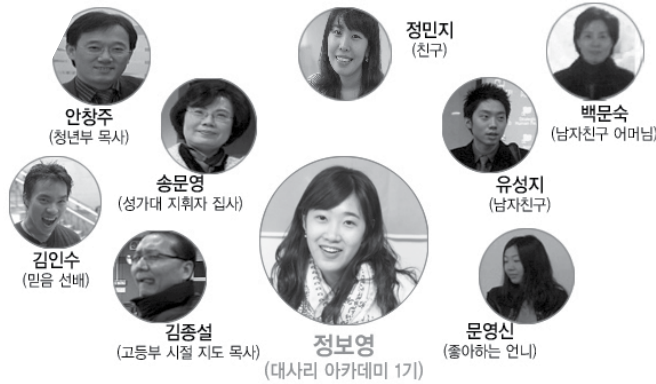 정민지
(친구)
안창주
(청년부 목사)
백문숙
(남자친구 어머님)
송문영
(성가대 지휘자 집사)
유성지
(남자친구)
김인수
(믿음 선배)
김종설
(고등부 시절 지도 목사)
정보영
(대사리 아카데미 1기)
문영신
(좋아하는 언니)